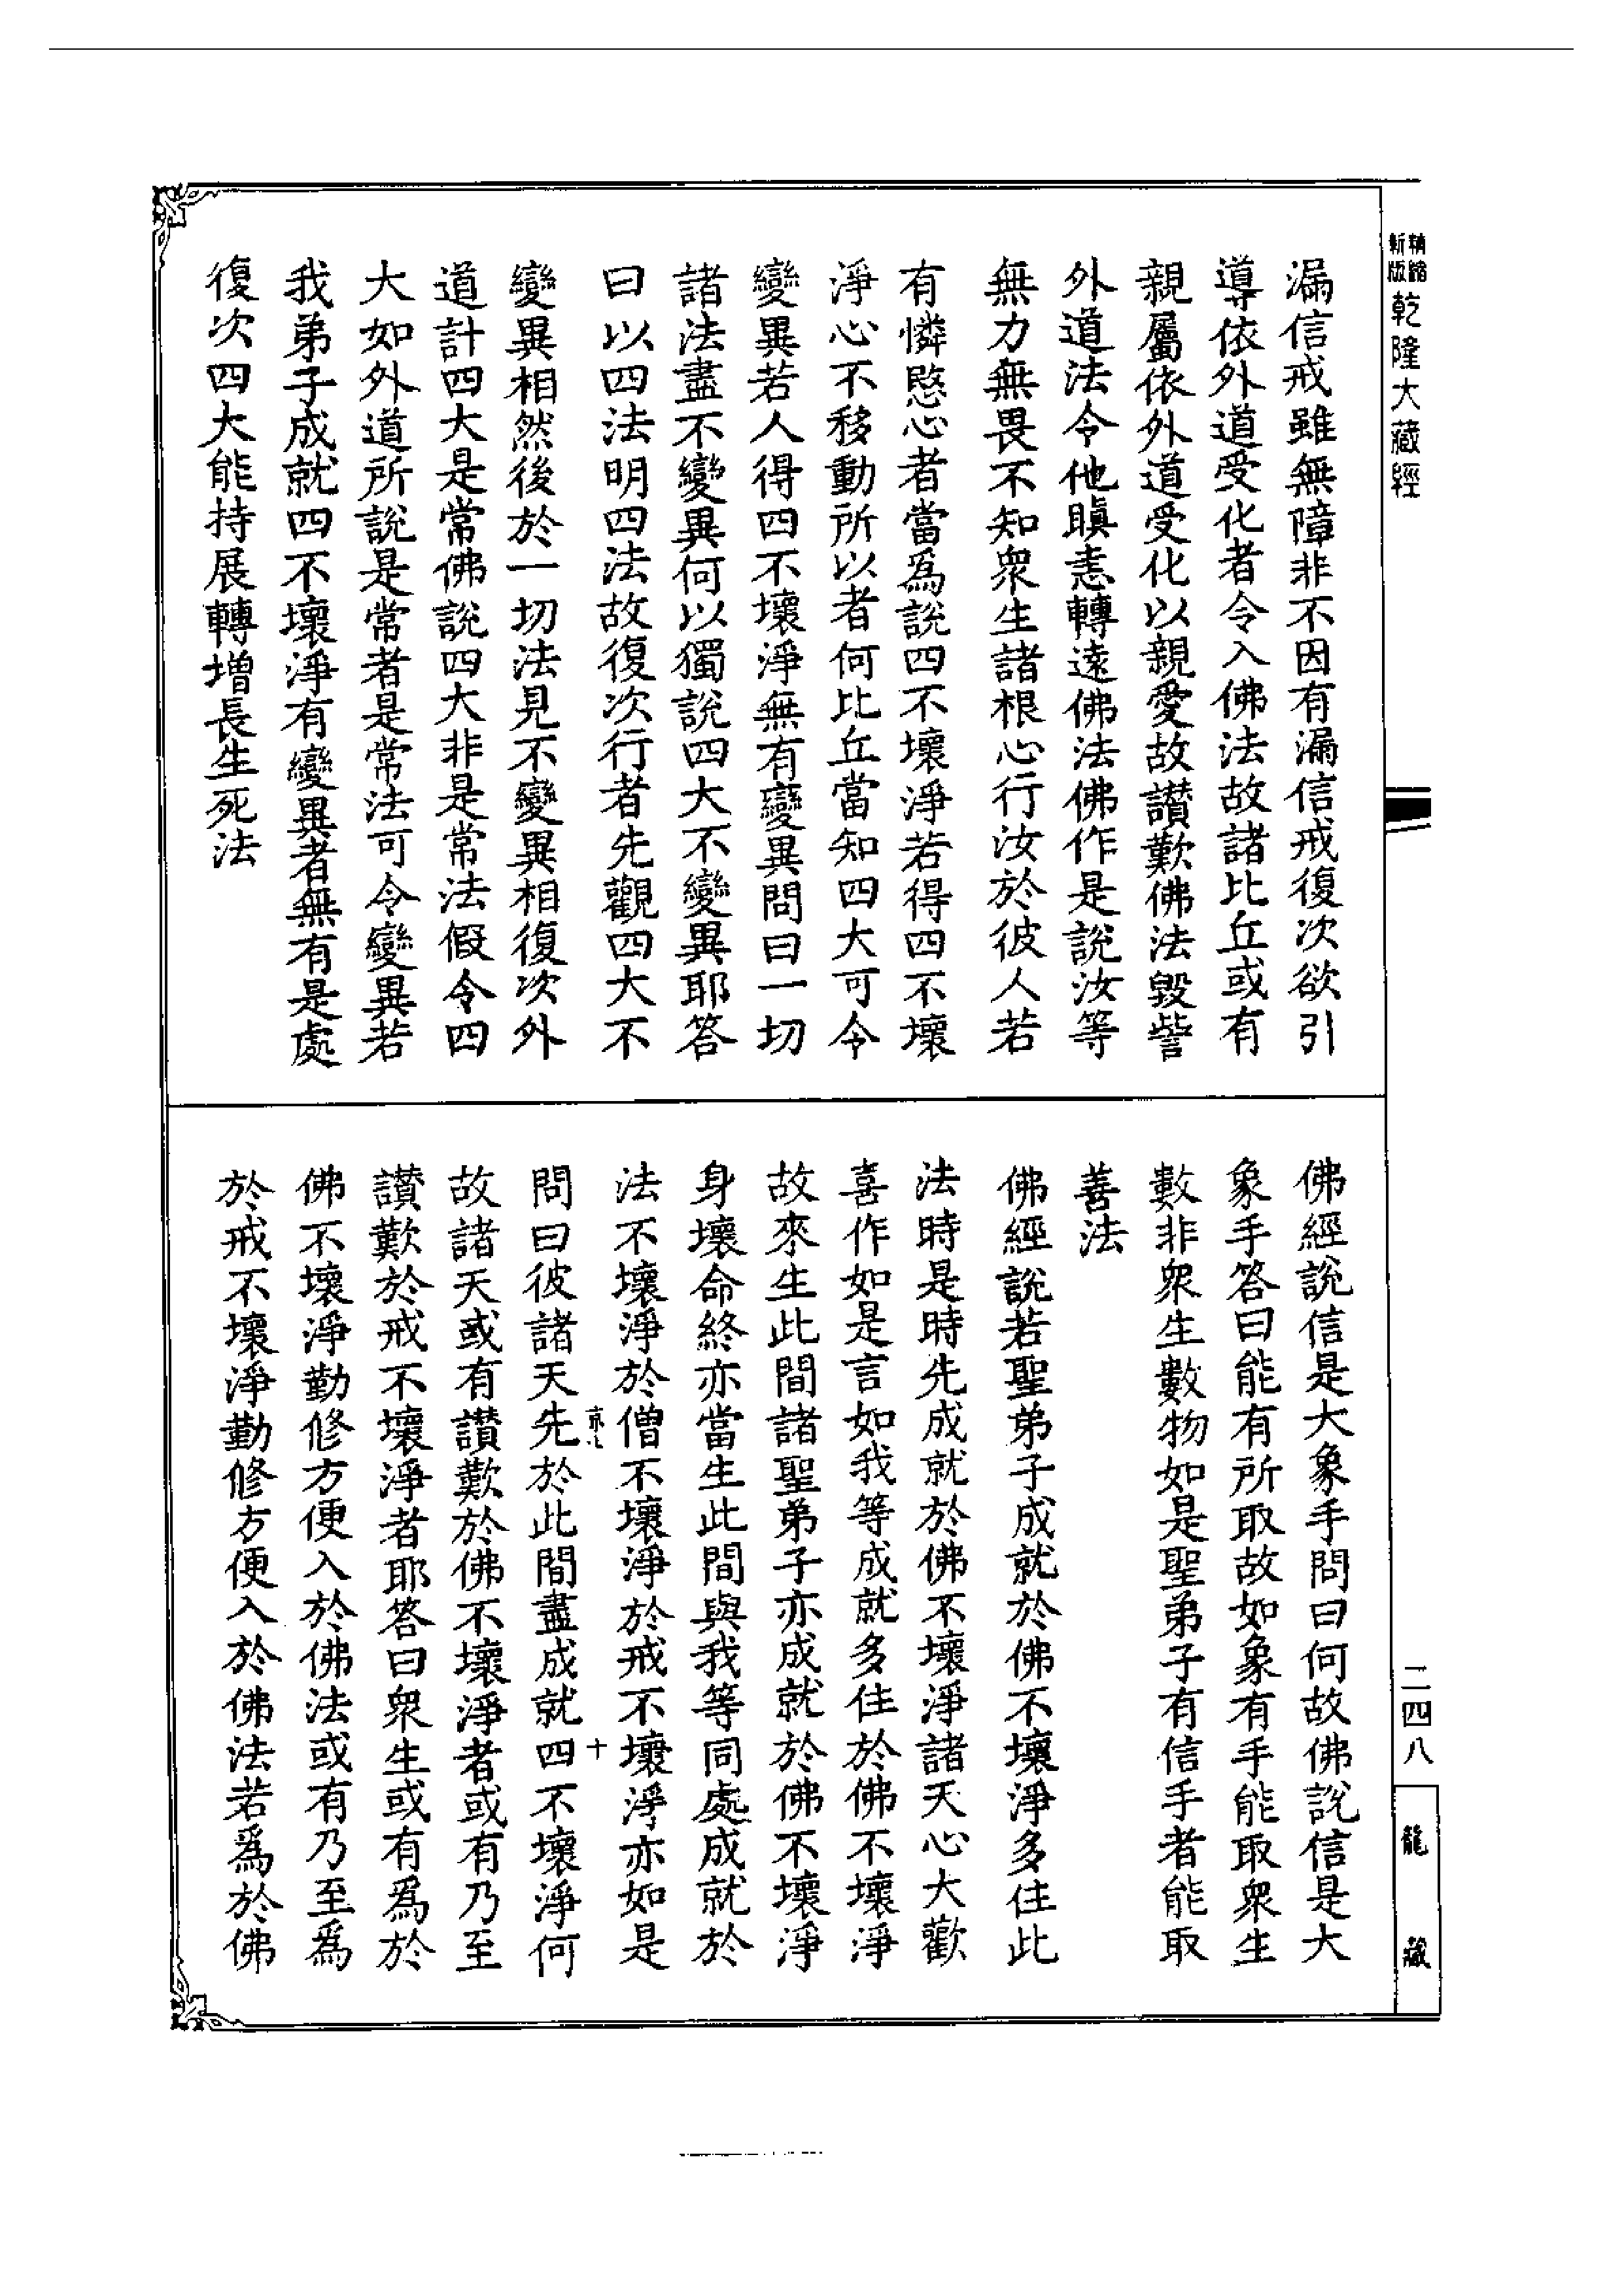 精縮新版乾隆大藏經
漏信戒雖無障非不因有漏信戒復次欲引
導依外道受化者令入佛法故諸比丘或有
親屬依外道受化以親愛故讚歎佛法毀訾
外道法令他瞋恚轉遠佛法佛作是說汝等
無力無畏不知眾生諸根心行汝於彼人若
有憐愍心者當為說四不壞淨若得四不壞
淨心不移動所以者何比丘當知四大可令
變異若人得四不壞淨無有變異問曰一切
諸法盡不變異何以獨說四大不變異耶答
曰以四法明四法故復次行者先觀四大不
變異相然後於一切法見不變異相復次外
道計四大是常佛說四大非是常法假令四
大如外道所說是常者是常法可令變異若
我弟子成就四不壞淨有變異者無有是處
復次四大能持展轉增長生死法
佛經說信是大象手問曰何故佛說信是大
象手答曰能有所取故如象有手能取眾生
數非眾生數物如是聖弟子有信手者能取
善法
佛經說若聖弟子成就於佛不壞淨多住此
法時是時先成就於佛不壞淨諸天心大歡
喜作如是言如我等成就多住於佛不壞淨
故來生此間諸聖弟子亦成就於佛不壞淨
身壞命終亦當生此間與我等同處成就於
法不壞淨於僧不壞淨於戒不壞淨亦如是
問曰彼諸天先於此間盡成就四不壞淨何
故諸天或有讚歎於佛不壞淨者或有乃至
讚歎於戒不壞淨者耶答曰眾生或有為於
佛不壞淨勤修方便入於佛法或有乃至為
於戒不壞淨勤修方便入於佛法若為於佛
十
二四八
龍藏